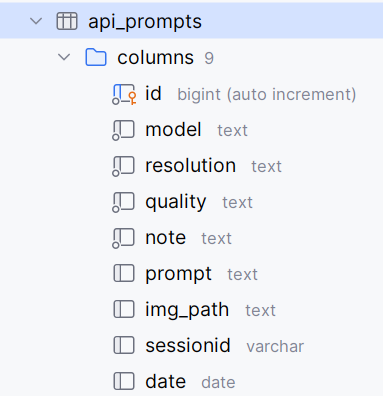 api_prompts
columns 9
id bigint (auto increment)
model text
resolution text
quality text
note text
prompt text
img_path text
sessionid varchar
date date